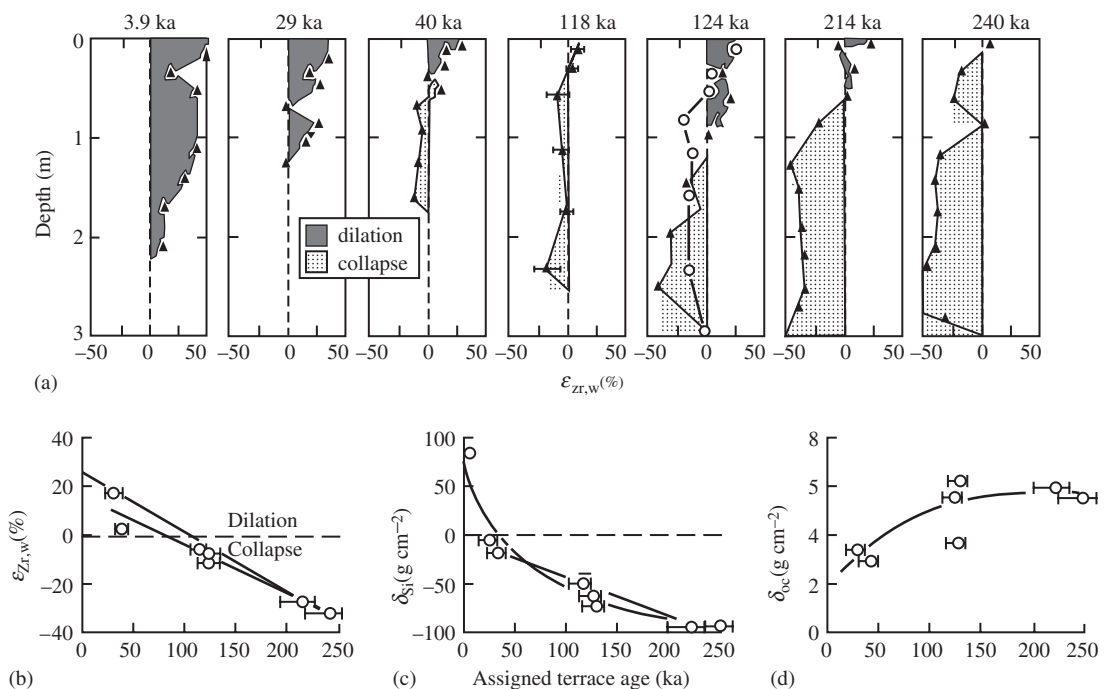 3.9 ka 29 ka 40 ka 118 ka 124 ka 214 ka 240 ka
0
1
2
3
Depth (m)
dilation
collapse
−50 0 50 −50 0 50 −50 0 50 −50 0 50 −50 0 50 −50 0 50 −50 0 50
(a)
εzr,w(%)
40
20
0
−20
−40
εZr,w(%)
Dilation
Collapse
0 50 100 150 200 250
(b)
100
50
0
−50
−100
δSi(g cm−2)
0 50 100 150 200 250
(c)
Assigned terrace age (ka)
8
5
4
2
0
δoc(g cm−2)
0 50 100 150 200 250
(d)